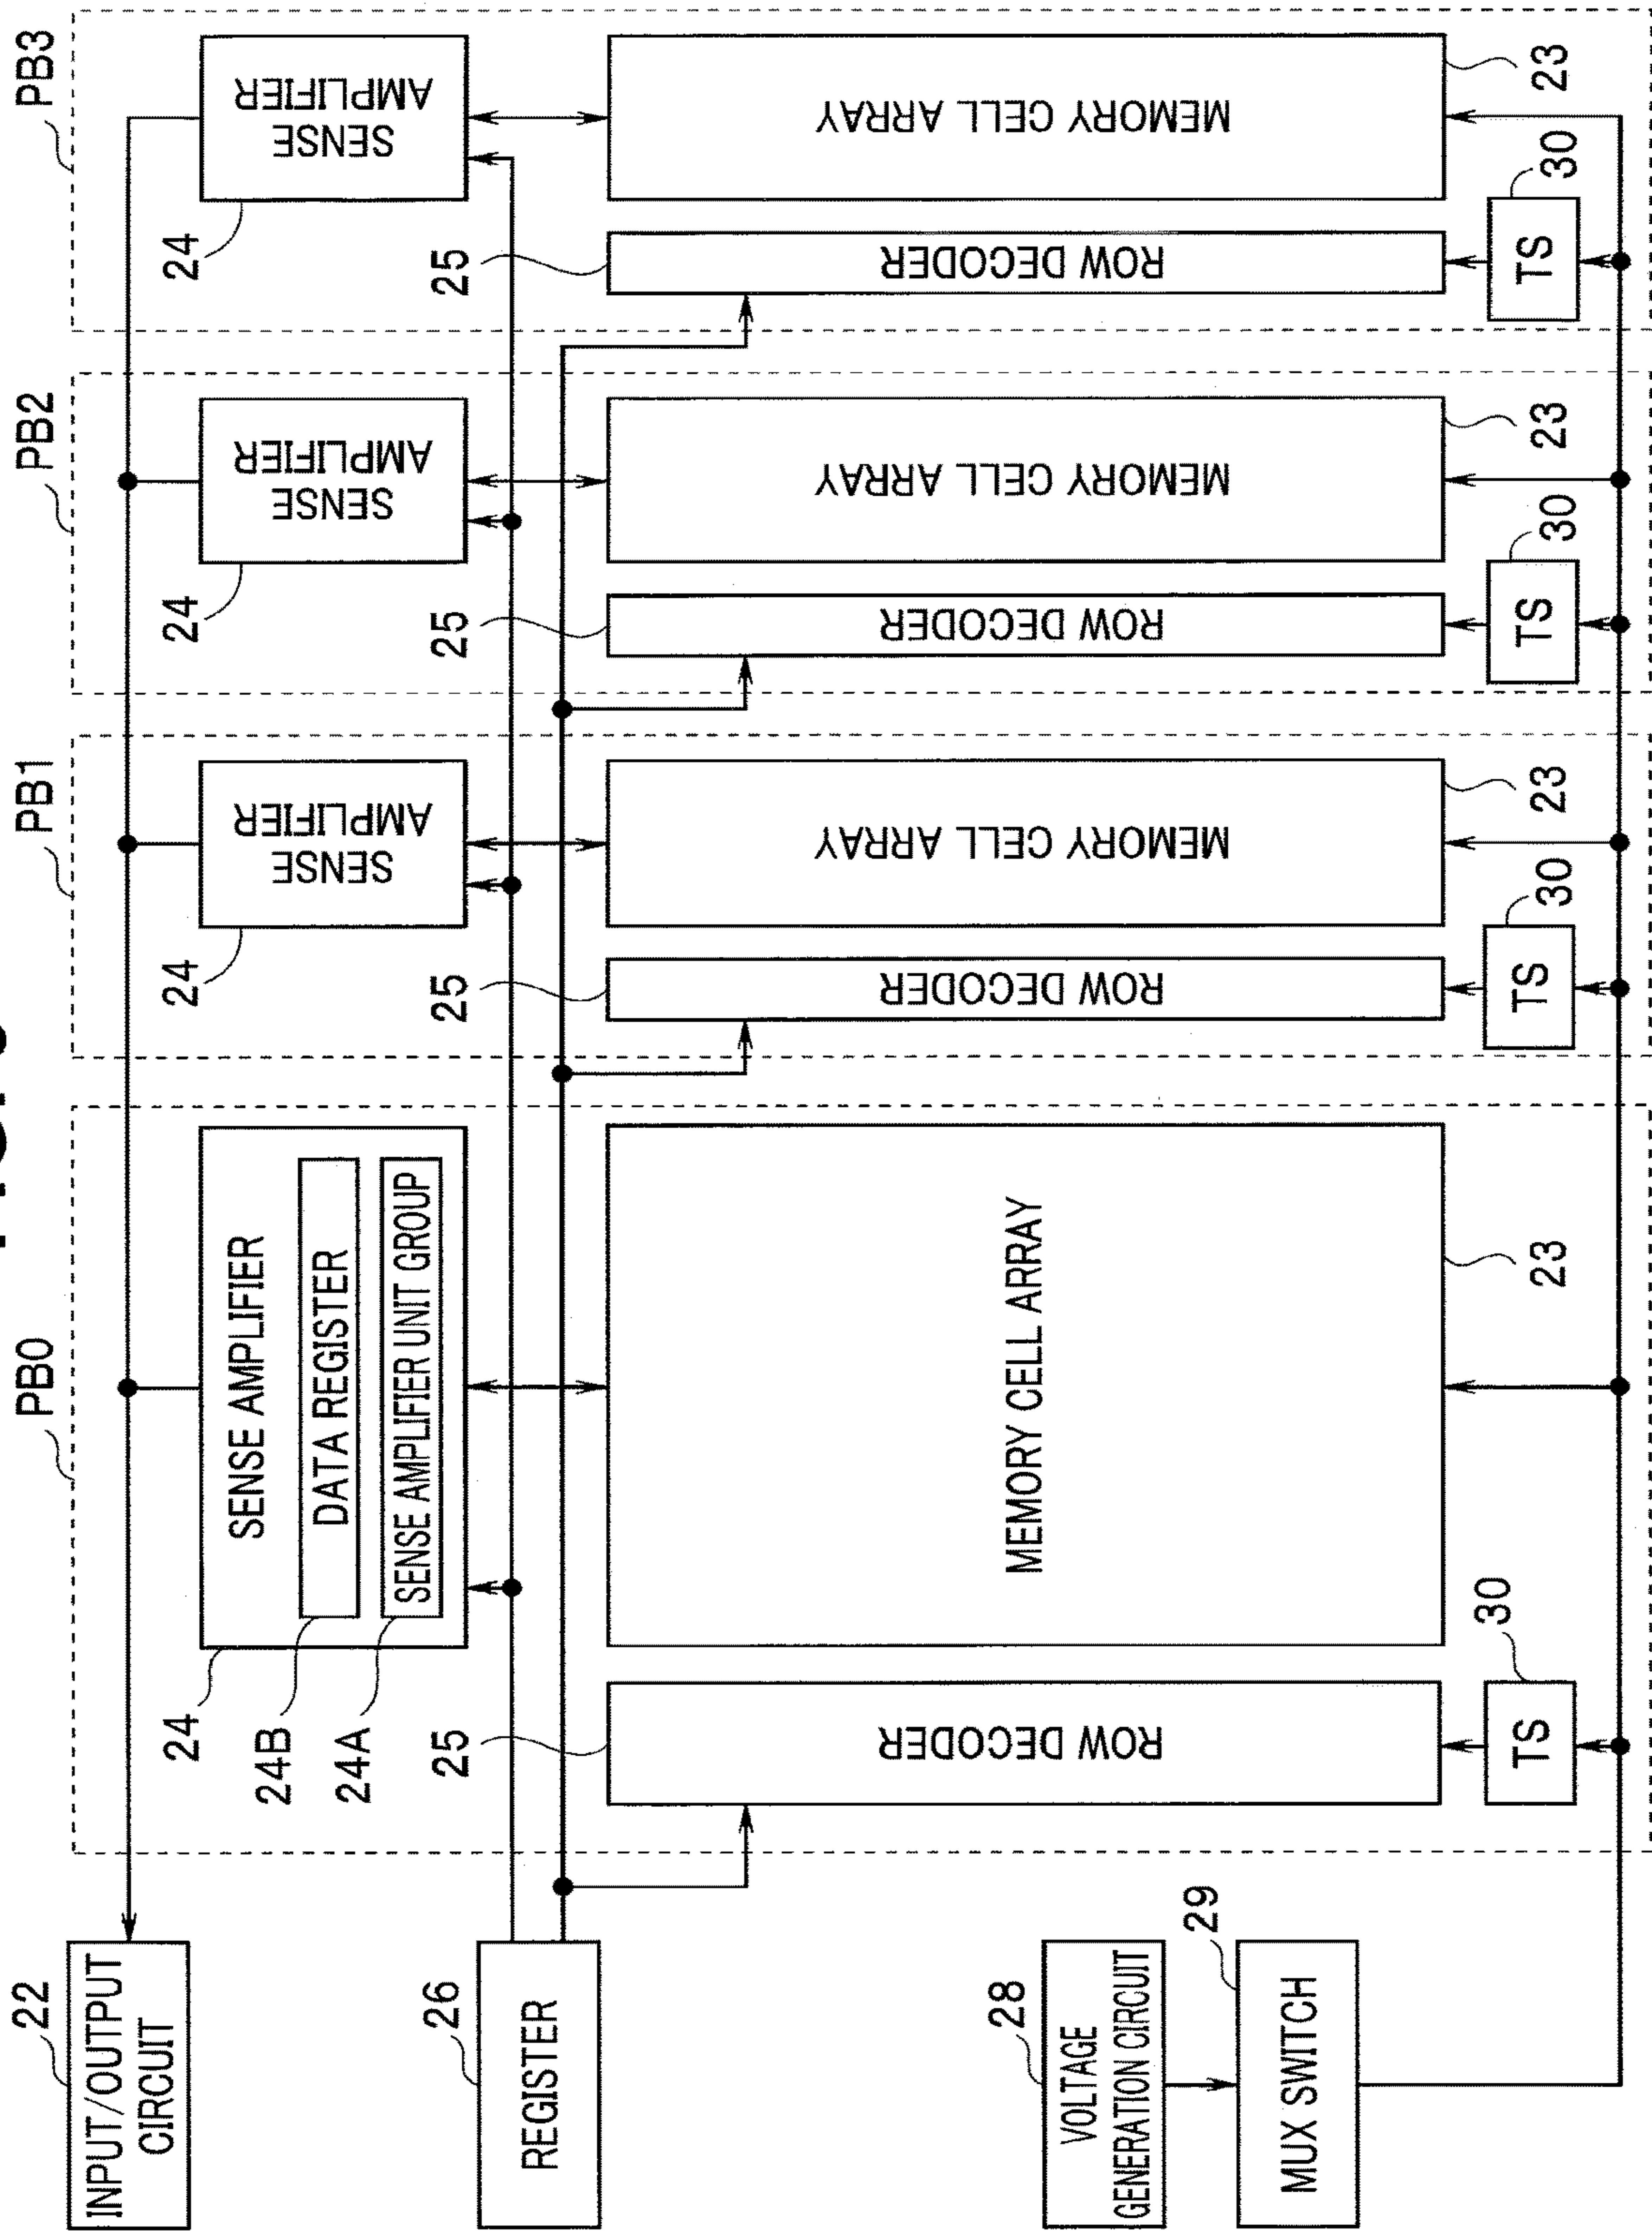 PB0
PB1
PB2
PB3
22
INPUT/OUTPUT
CIRCUIT
24
SENSE AMPLIFIER
24B
DATA REGISTER
24A
SENSE AMPLIFIER UNIT GROUP
24
SENSE
AMPLIFIER
24
SENSE
AMPLIFIER
24
SENSE
AMPLIFIER
26
REGISTER
25
ROW DECODER
MEMORY CELL ARRAY
23
25
ROW DECODER
MEMORY CELL ARRAY
23
25
ROW DECODER
MEMORY CELL ARRAY
23
25
ROW DECODER
MEMORY CELL ARRAY
23
28
VOLTAGE
GENERATION CIRCUIT
29
MUX SWITCH
30
TS
30
TS
30
TS
30
TS